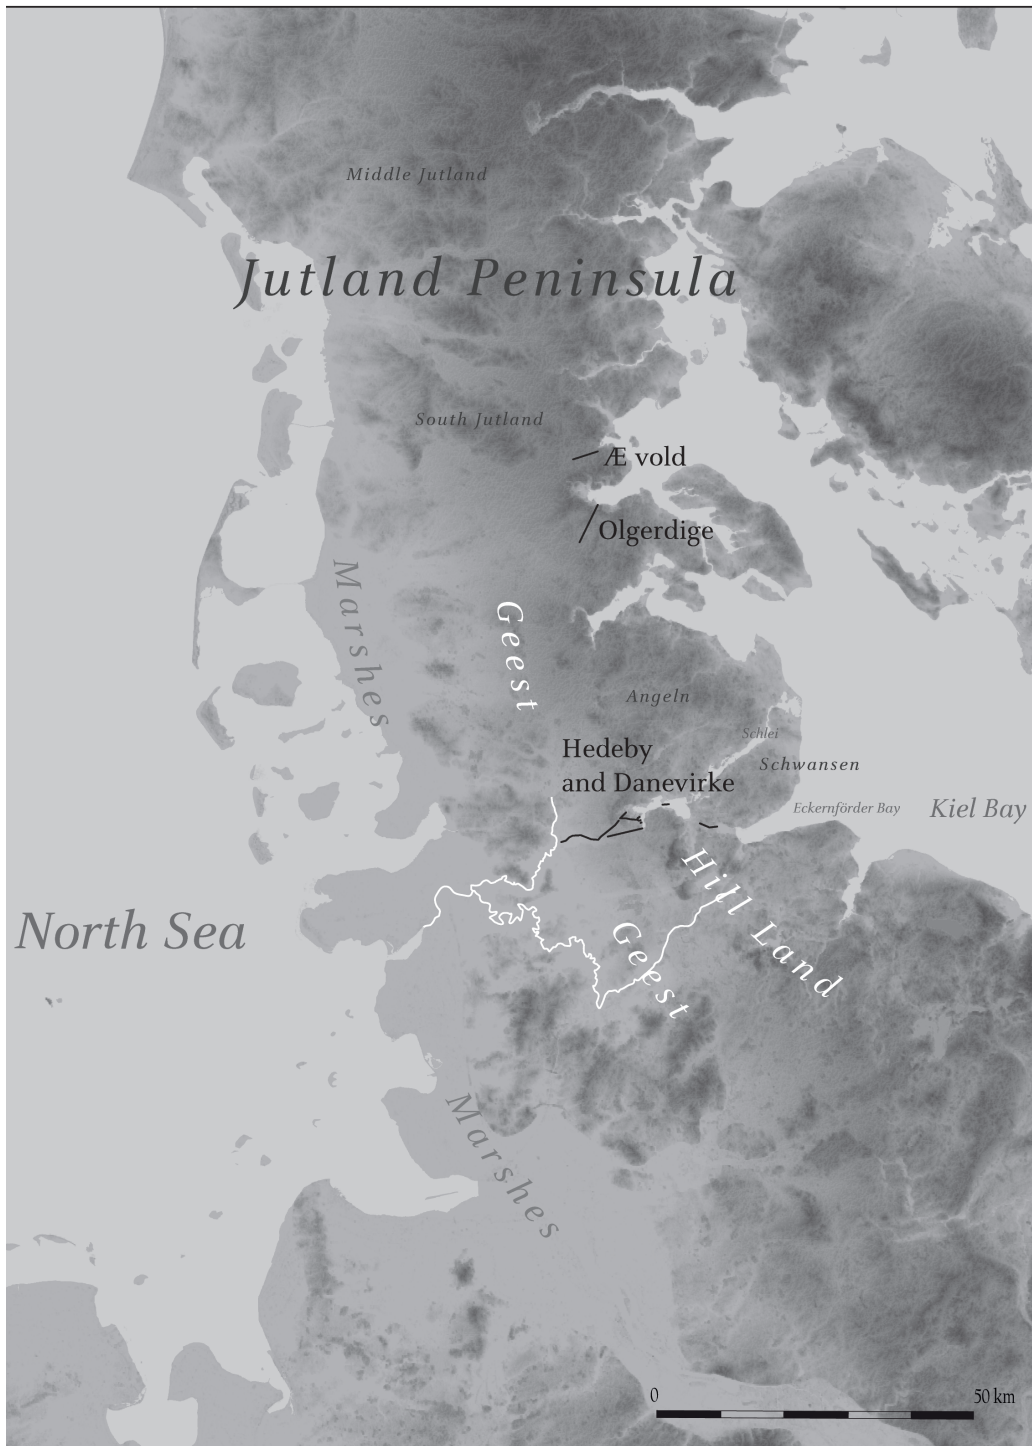 Middle Jutland
Jutland Peninsula
South Jutland
Æ vold
Olgerdige
Marshes
Geest
Angeln
Schlei
Hedeby
and Danevirke
Schwansen
Eckernförder Bay
Kiel Bay
Hill Land
North Sea
Geest
Marshes
0
50 km